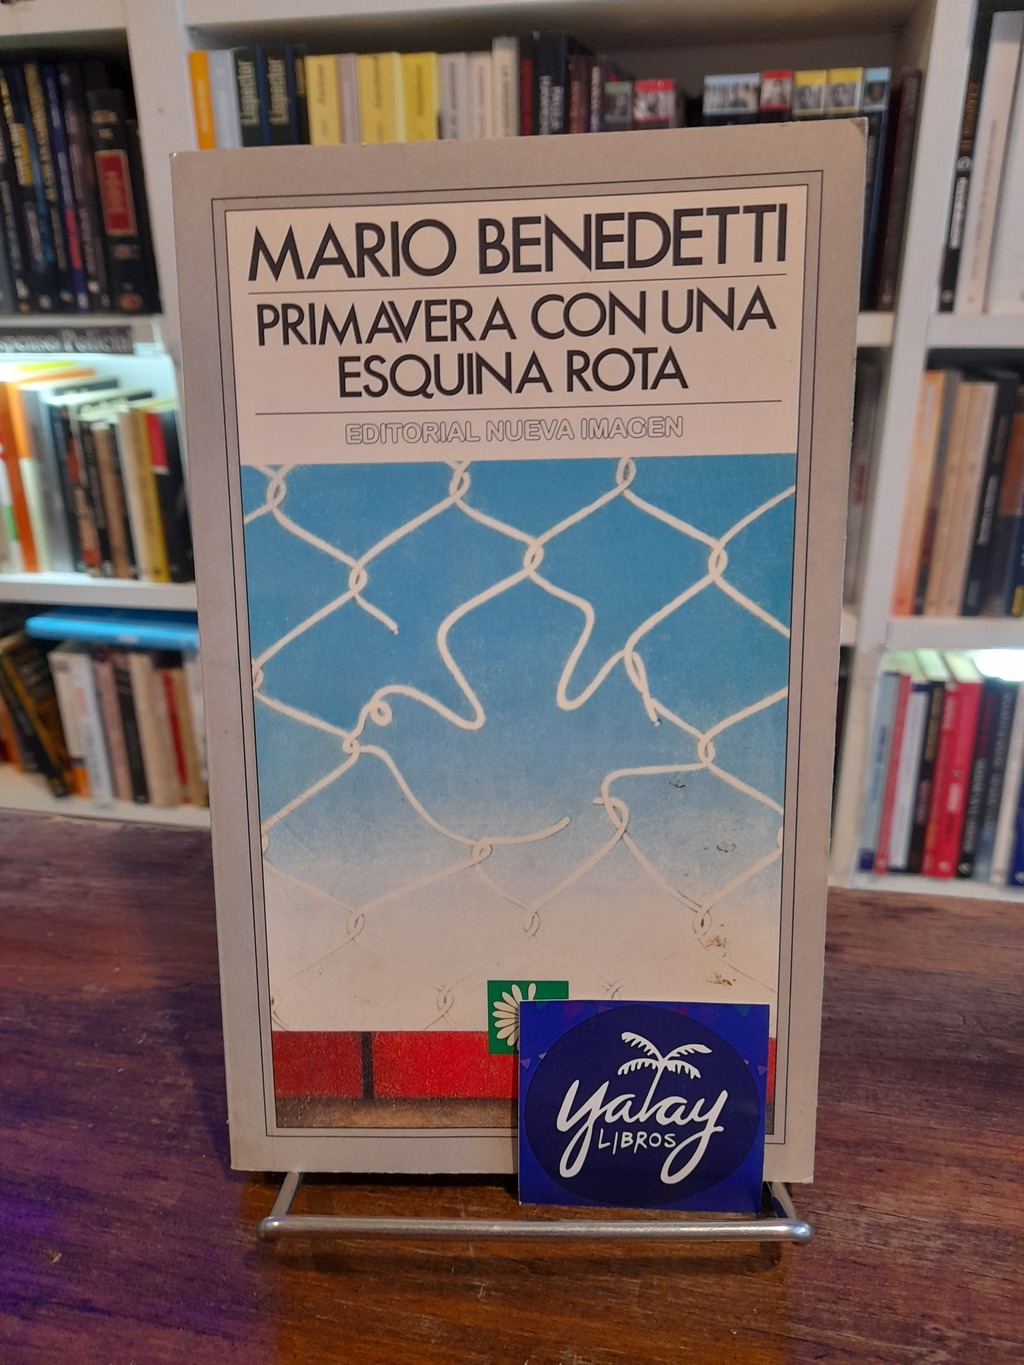 MARIO BENEDETTI
PRIMAVERA CON UNA
ESQUINA ROTA
EDITORIAL NUEVA IMAGEN
yatay
LIBROS